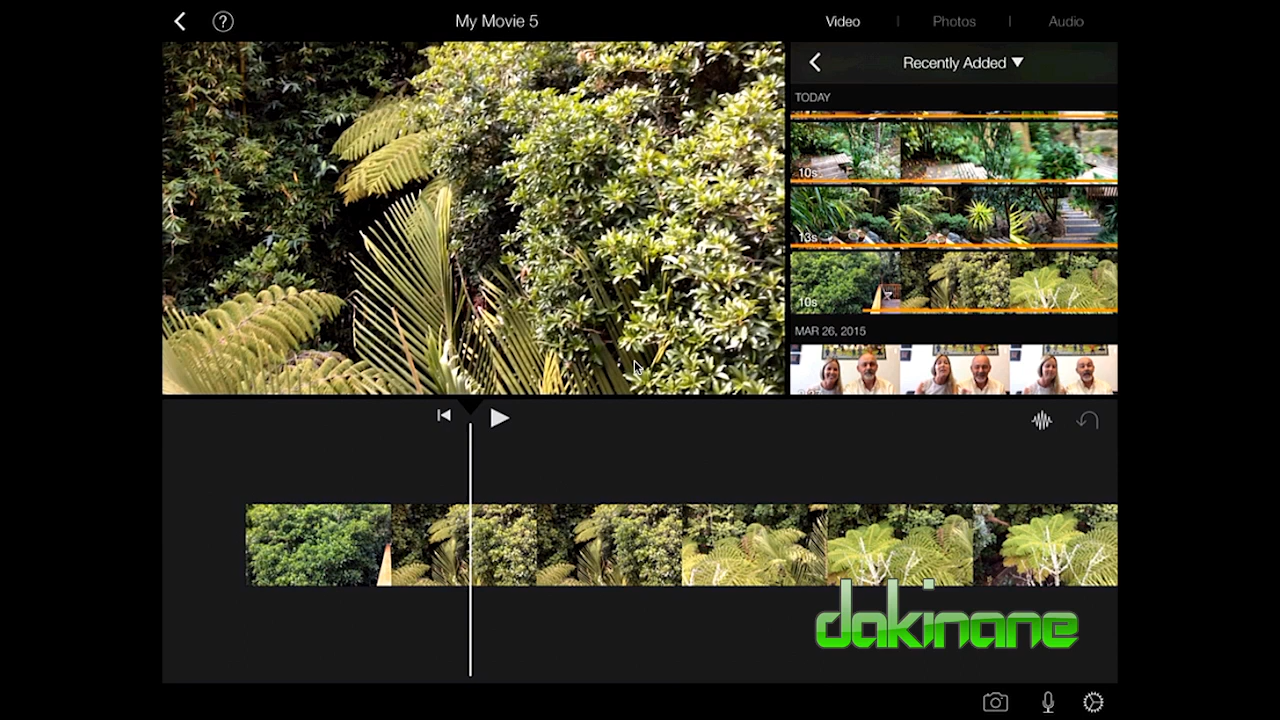 My Movie 5
Video | Photos | Audio
Recently Added ▼
TODAY
10s
13s
10s
MAR 26, 2015
dakinane